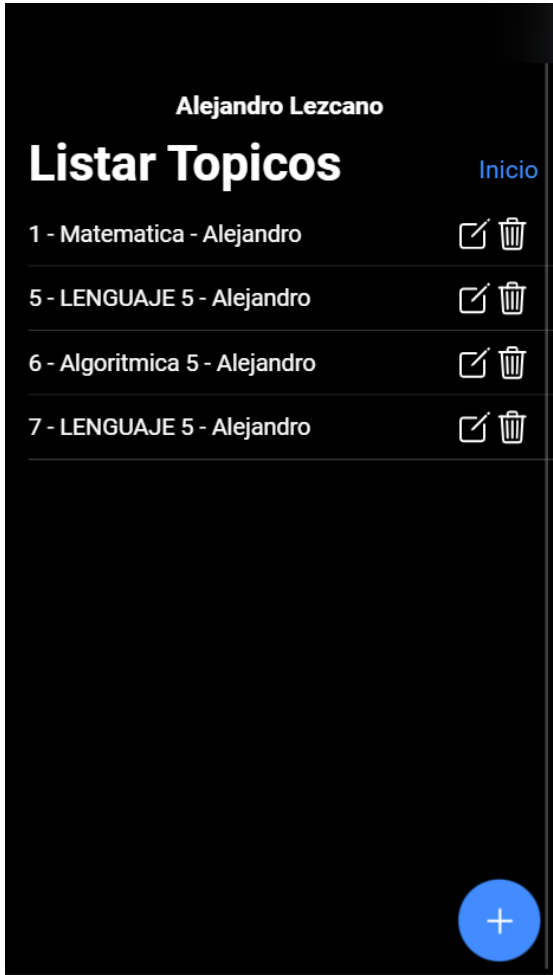 Alejandro Lezcano
Listar Topicos
Inicio
1 - Matematica - Alejandro
5 - LENGUAJE 5 - Alejandro
6 - Algoritmica 5 - Alejandro
7 - LENGUAJE 5 - Alejandro